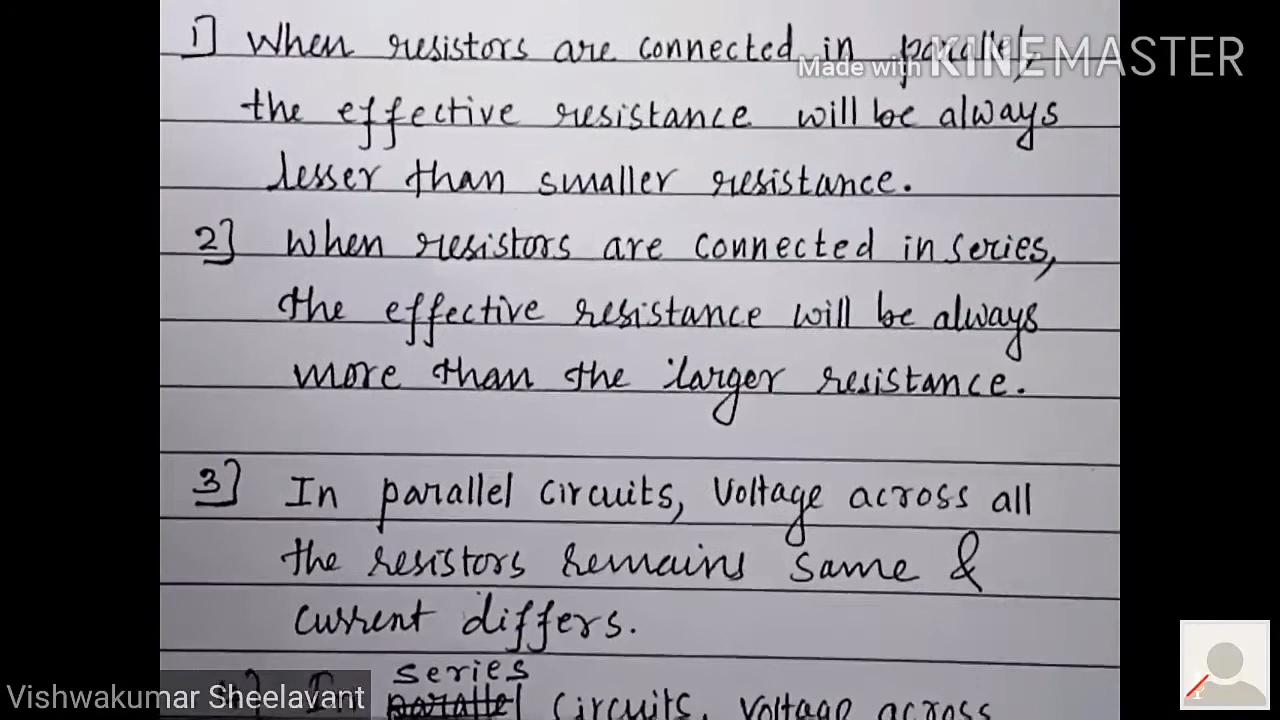 1] When resistors are connected in parallel,
Made with KINEMASTER
the effective resistance will be always
lesser than smaller resistance.
2] When resistors are connected in series,
the effective resistance will be always
more than the larger resistance.
3] In parallel circuits, Voltage across all
the resistors remains same &
current differs.
series
4] In parallel circuits, voltage across
Vishwakumar Sheelavant